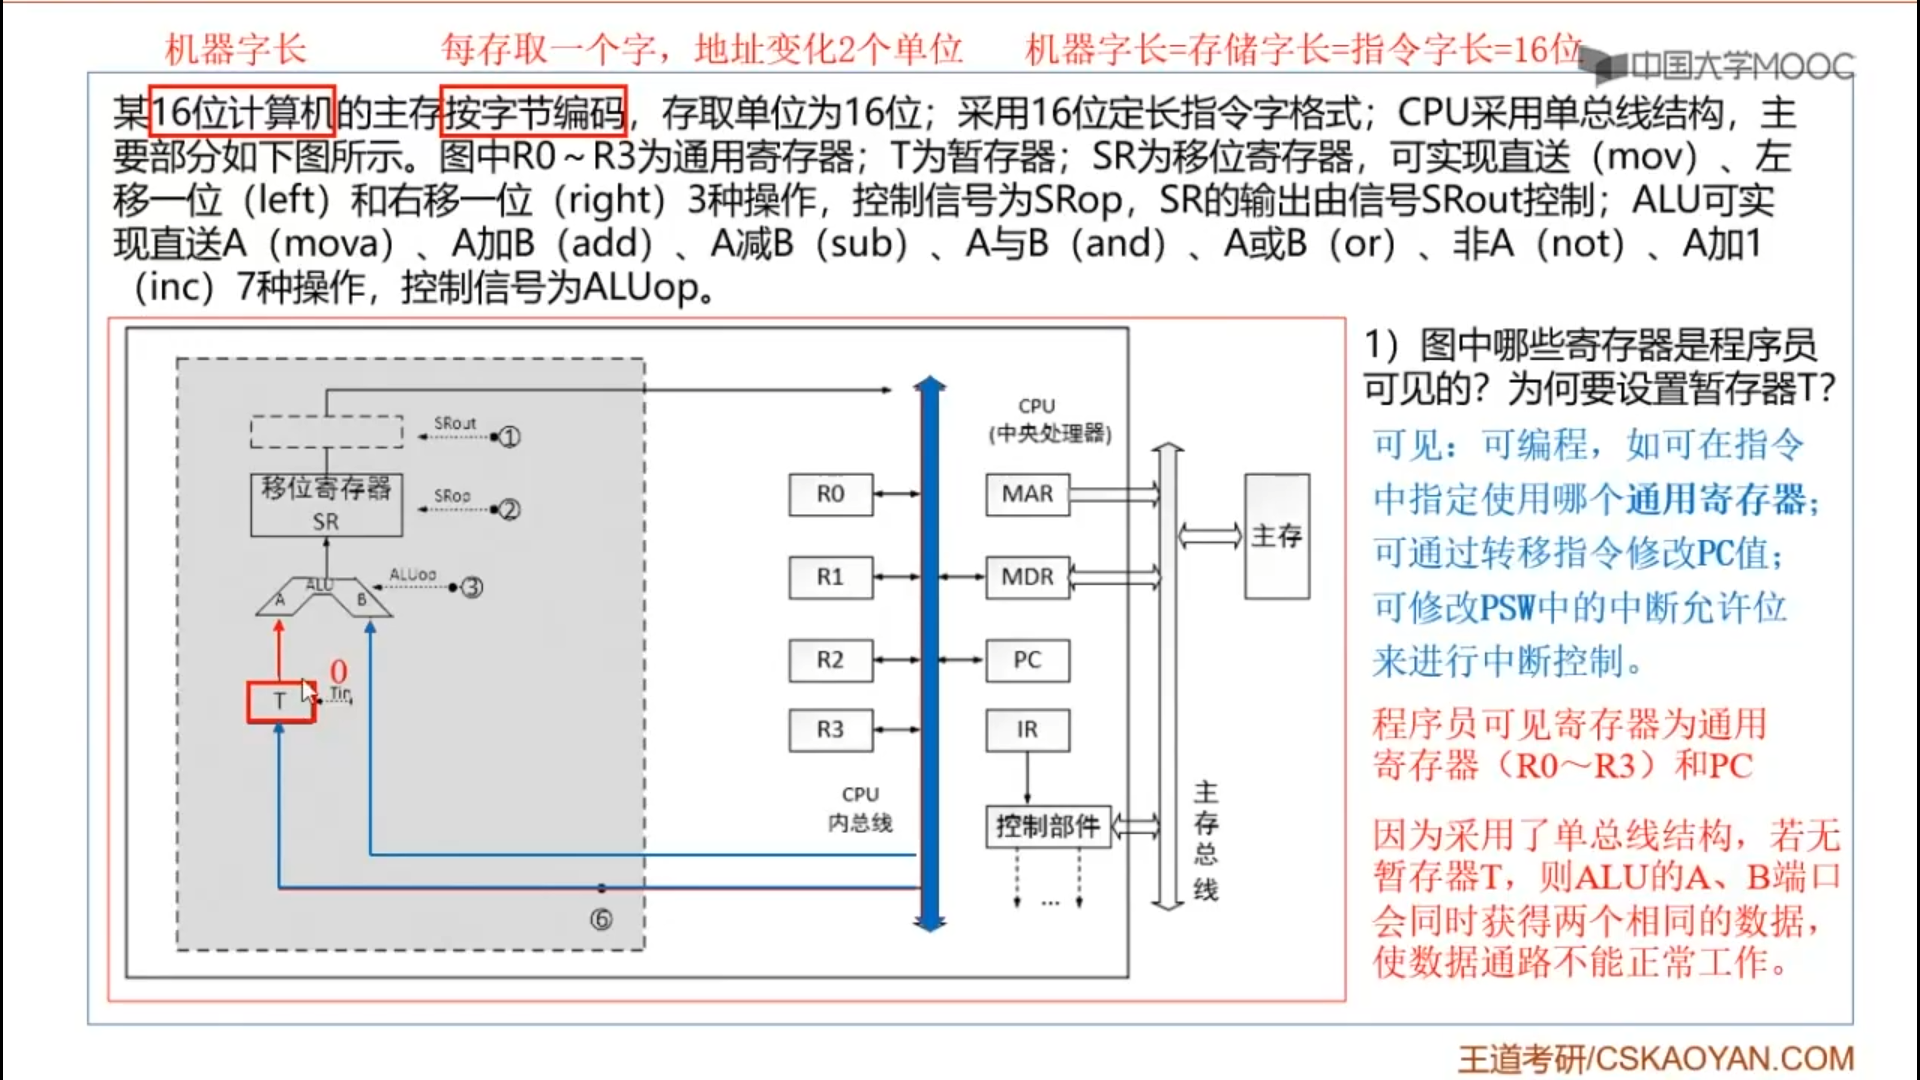 机器字长
每存取一个字，地址变化2个单位
机器字长=存储字长=指令字长=16位
中国大学MOOC
某16位计算机的主存按字节编码，存取单位为16位；采用16位定长指令字格式；CPU采用单总线结构，主
要部分如下图所示。图中R0～R3为通用寄存器；T为暂存器；SR为移位寄存器，可实现直送（mov）、左
移一位（left）和右移一位（right）3种操作，控制信号为SRop，SR的输出由信号SRout控制；ALU可实
现直送A（mova）、A加B（add）、A减B（sub）、A与B（and）、A或B（or）、非A（not）、A加1
（inc）7种操作，控制信号为ALUop。
SRout
①
移位寄存器
SR
SRop
②
ALU
A
B
ALUop
③
0
T
Tin
⑥
R0
R1
R2
R3
CPU
内总线
CPU
(中央处理器)
MAR
MDR
PC
IR
控制部件
...
主存
主
存
总
线
1）图中哪些寄存器是程序员
可见的？为何要设置暂存器T？
可见：可编程，如可在指令
中指定使用哪个通用寄存器；
可通过转移指令修改PC值；
可修改PSW中的中断允许位
来进行中断控制。
程序员可见寄存器为通用
寄存器（R0～R3）和PC
因为采用了单总线结构，若无
暂存器T，则ALU的A、B端口
会同时获得两个相同的数据，
使数据通路不能正常工作。
王道考研/CSKAOYAN.COM